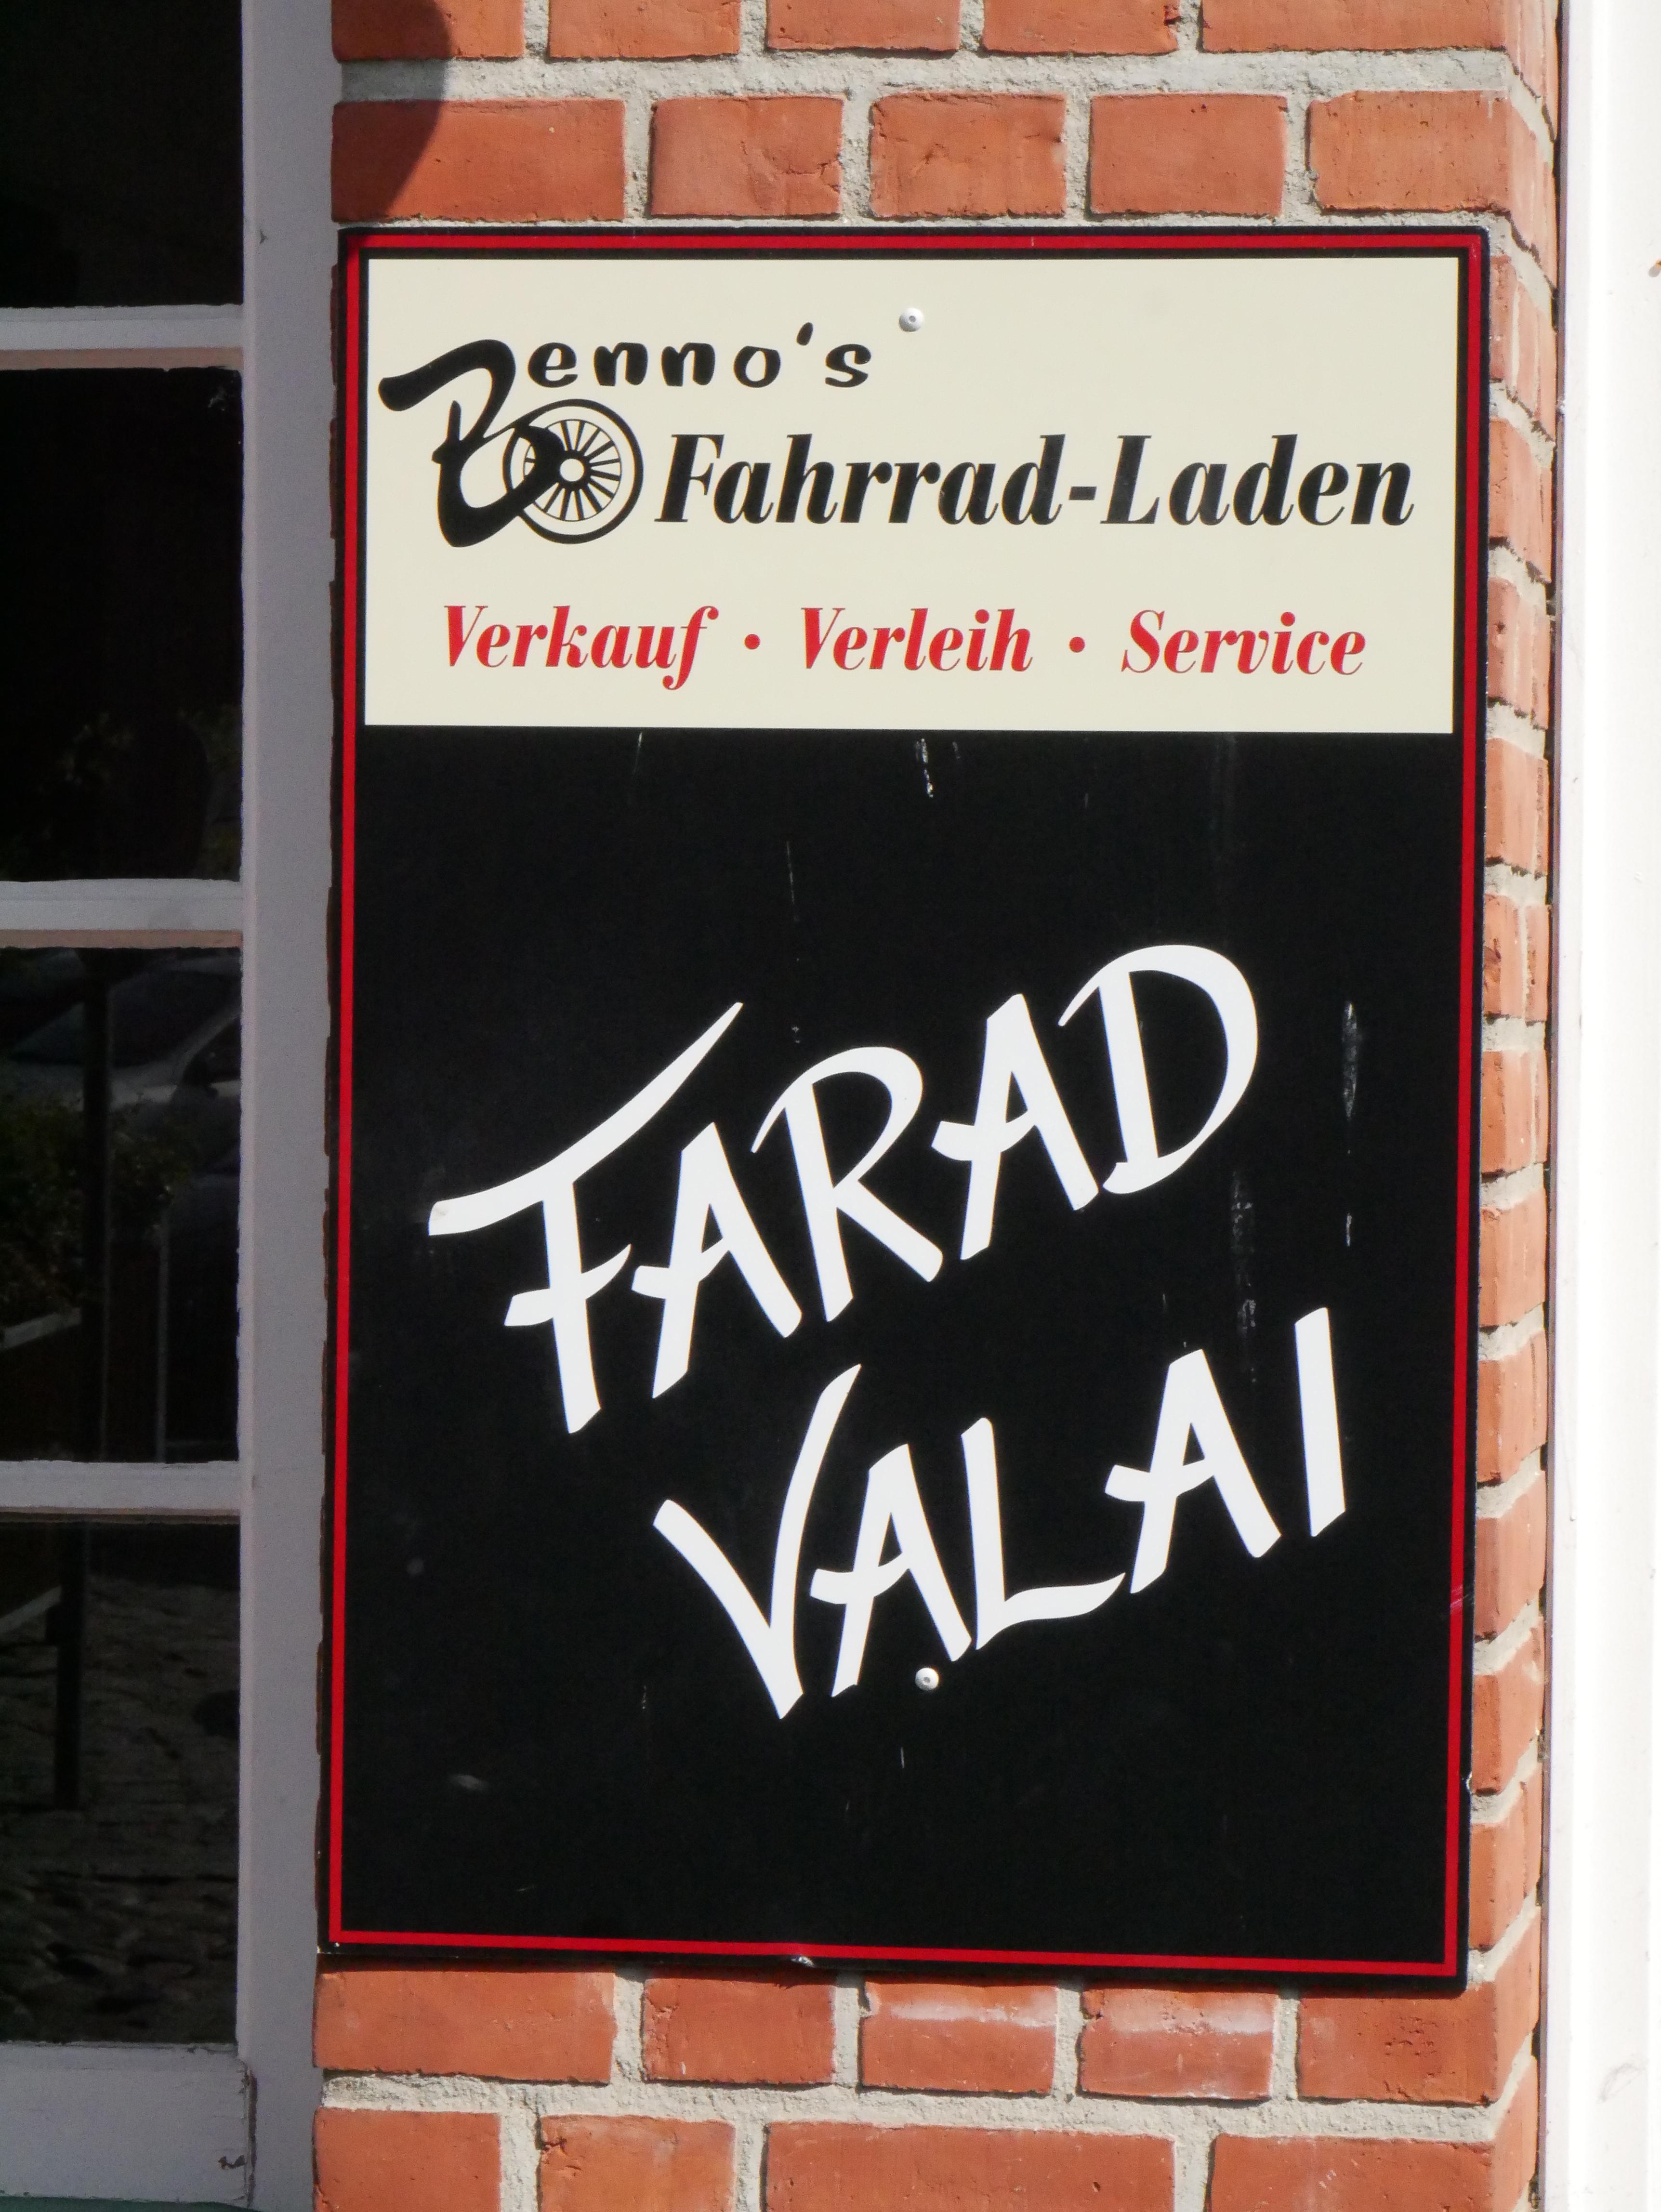 Benno's
Fahrrad-Laden
Verkauf • Verleih • Service
FARAD
VALAI